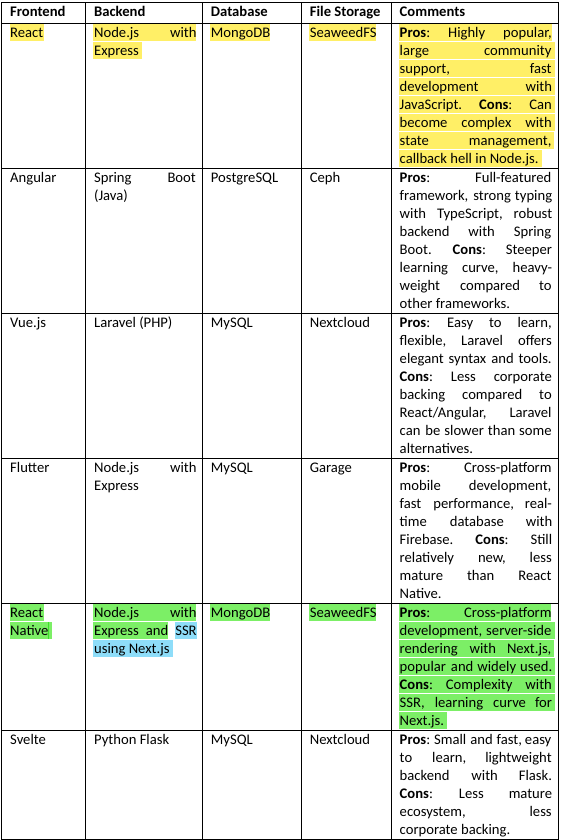 Frontend Backend Database File Storage Comments
React Node.js with MongoDB SeaweedFS Pros: Highly popular,
Express large community
support, fast
development with
JavaScript. Cons: Can
become complex with
state management,
callback hell in Node.js.
Angular Spring Boot PostgreSQL Ceph Pros: Full-featured
(Java) framework, strong typing
with TypeScript, robust
backend with Spring
Boot. Cons: Steeper
learning curve, heavy-
weight compared to
other frameworks.
Vue.js Laravel (PHP) MySQL Nextcloud Pros: Easy to learn,
flexible, Laravel offers
elegant syntax and tools.
Cons: Less corporate
backing compared to
React/Angular, Laravel
can be slower than some
alternatives.
Flutter Node.js with MySQL Garage Pros: Cross-platform
Express mobile development,
fast performance, real-
time database with
Firebase. Cons: Still
relatively new, less
mature than React
Native.
React Node.js with MongoDB SeaweedFS Pros: Cross-platform
Native Express and SSR development, server-side
using Next.js rendering with Next.js,
popular and widely used.
Cons: Complexity with
SSR, learning curve for
Next.js.
Svelte Python Flask MySQL Nextcloud Pros: Small and fast, easy
to learn, lightweight
backend with Flask.
Cons: Less mature
ecosystem, less
corporate backing.